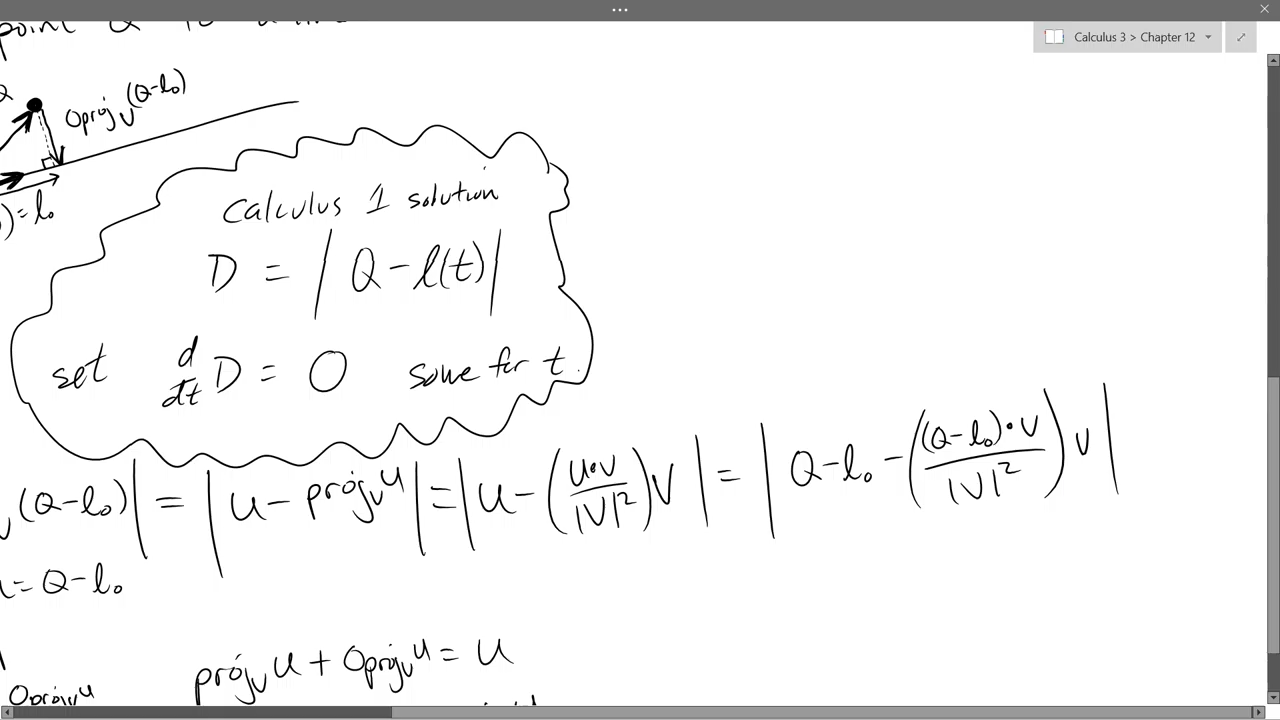 Calculus 3 > Chapter 12
point Q to a line
Q
Oproj_v (Q-l₀)
) = l₀
Calculus 1 solution
D = | Q - l(t) |
set d/dt D = 0 solve for t.
v (Q-l₀) | = | u - proj_v u | = | u - (u•v / |v|²) v | = | Q - l₀ - ((Q-l₀)•v / |v|²) v |
= Q - l₀
proj_v u + Oproj_v u = u
Oproj_v u